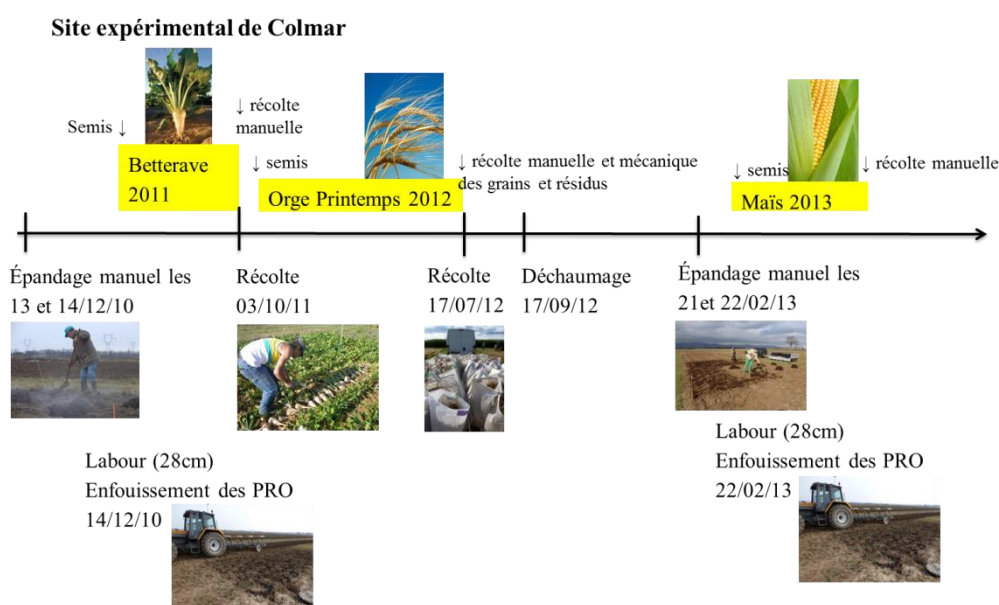 Site expérimental de Colmar
Semis ↓
↓ récolte
manuelle
Betterave
2011
↓ semis
Orge Printemps 2012
↓ récolte manuelle et mécanique
des grains et résidus
↓ semis
Maïs 2013
↓ récolte manuelle
Épandage manuel les
13 et 14/12/10
Récolte
03/10/11
Récolte
17/07/12
Déchaumage
17/09/12
Épandage manuel les
21et 22/02/13
Labour (28cm)
Enfouissement des PRO
14/12/10
Labour (28cm)
Enfouissement des PRO
22/02/13